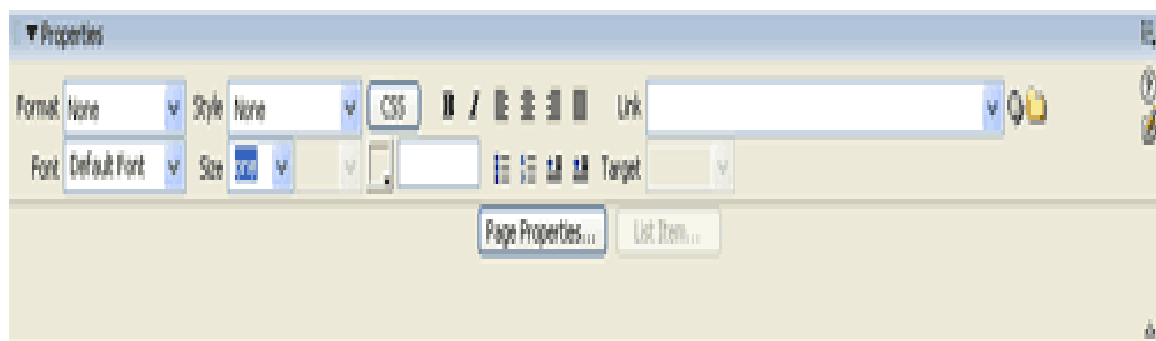 Properties
Format None Style None CSS B I Link
Font Default Font Size Target
Page Properties... List Item...